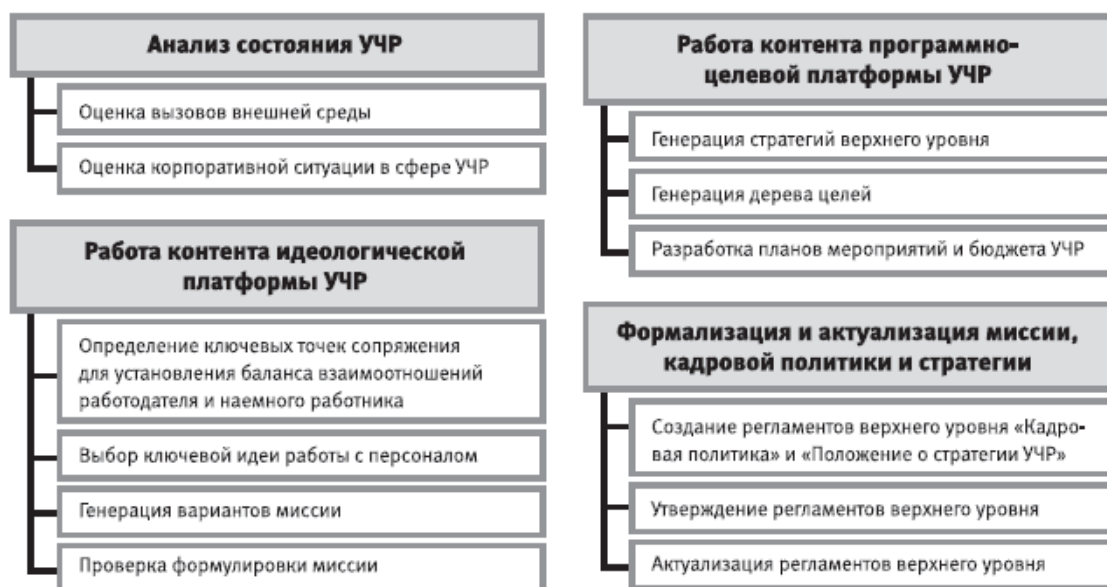 Анализ состояния УЧР
Оценка вызовов внешней среды
Оценка корпоративной ситуации в сфере УЧР
Работа контента идеологической
платформы УЧР
Определение ключевых точек сопряжения
для установления баланса взаимоотношений
работодателя и наемного работника
Выбор ключевой идеи работы с персоналом
Генерация вариантов миссии
Проверка формулировки миссии
Работа контента программно-
целевой платформы УЧР
Генерация стратегий верхнего уровня
Генерация дерева целей
Разработка планов мероприятий и бюджета УЧР
Формализация и актуализация миссии,
кадровой политики и стратегии
Создание регламентов верхнего уровня «Кадро-
вая политика» и «Положение о стратегии УЧР»
Утверждение регламентов верхнего уровня
Актуализация регламентов верхнего уровня